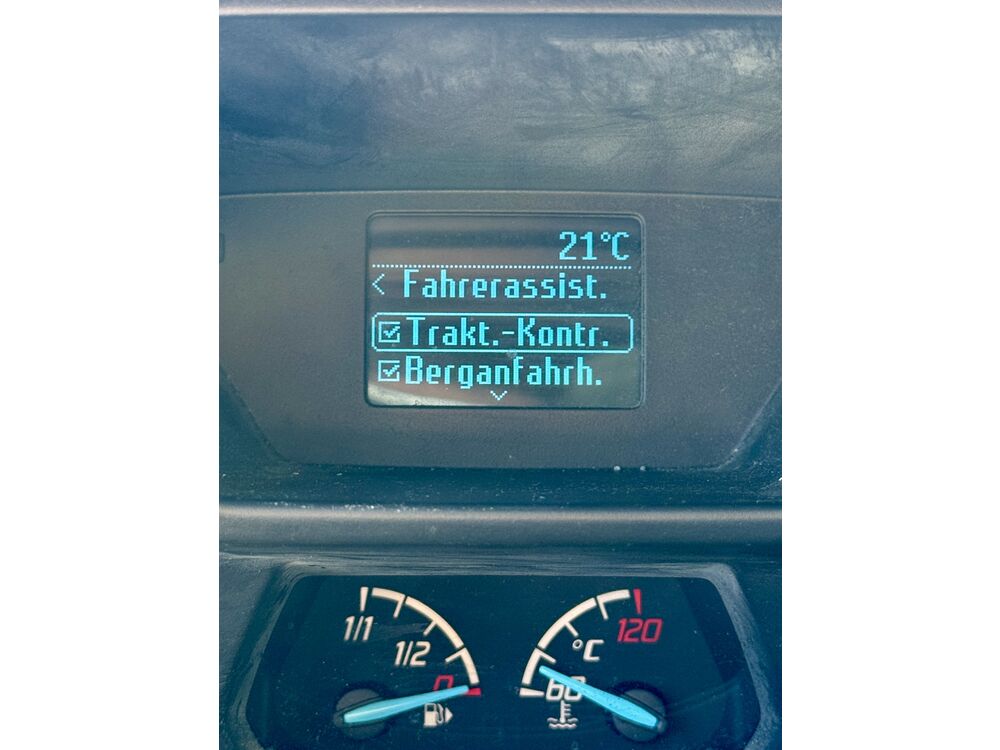 21°C
< Fahrerassist.
Trakt.-Kontr.
Berganfahrh.
1/1
1/2
0
120
°C
60